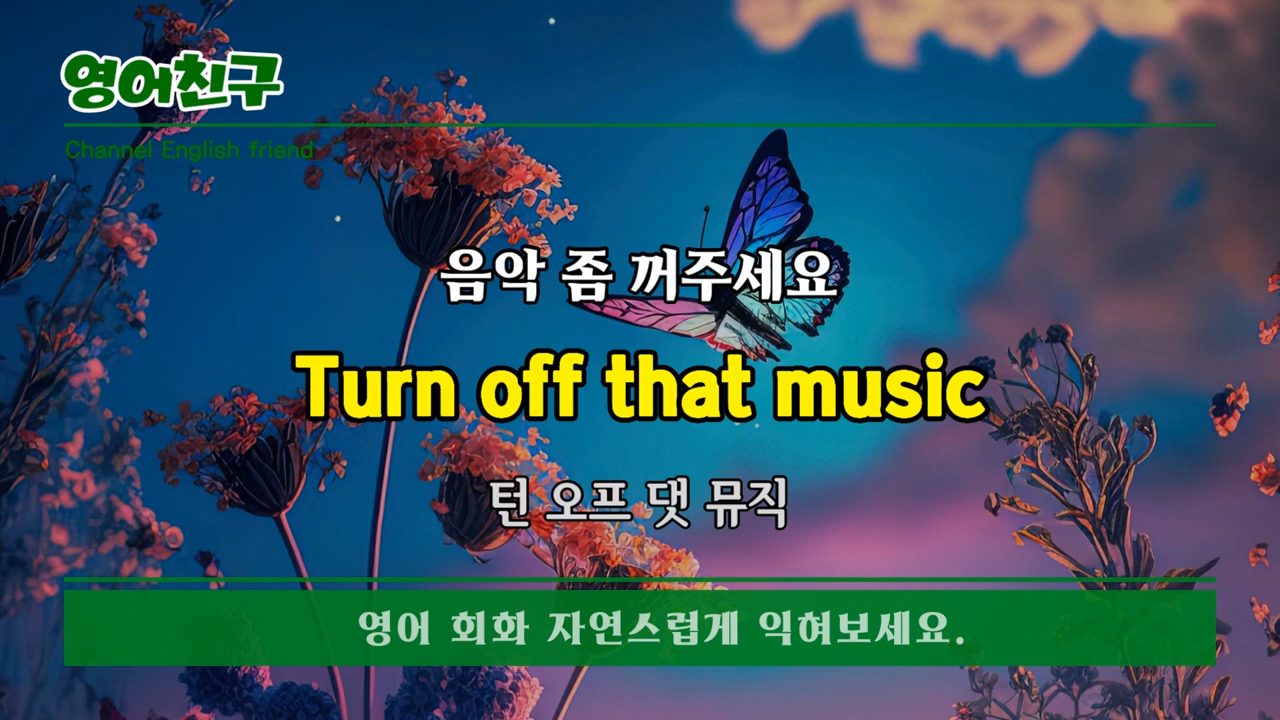 영어친구
Channel English friend
음악 좀 꺼주세요
Turn off that music
턴 오프 댓 뮤직
영어 회화 자연스럽게 익혀보세요.